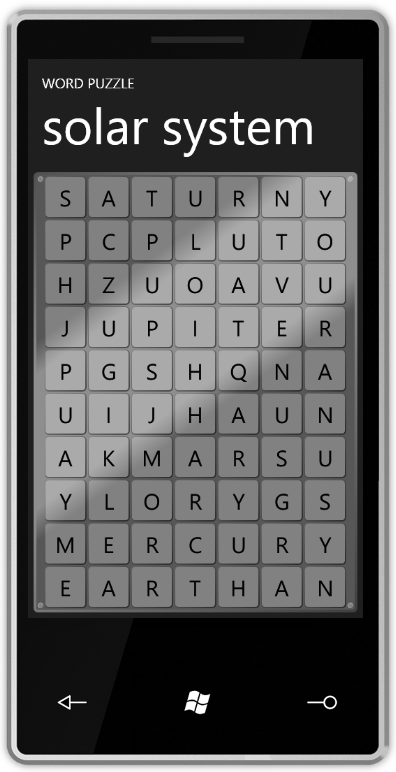 WORD PUZZLE
solar system
S A T U R N Y
P C P L U T O
H Z U O A V U
J U P I T E R
P G S H Q N A
U I J H A U N
A K M A R S U
Y L O R Y G S
M E R C U R Y
E A R T H A N